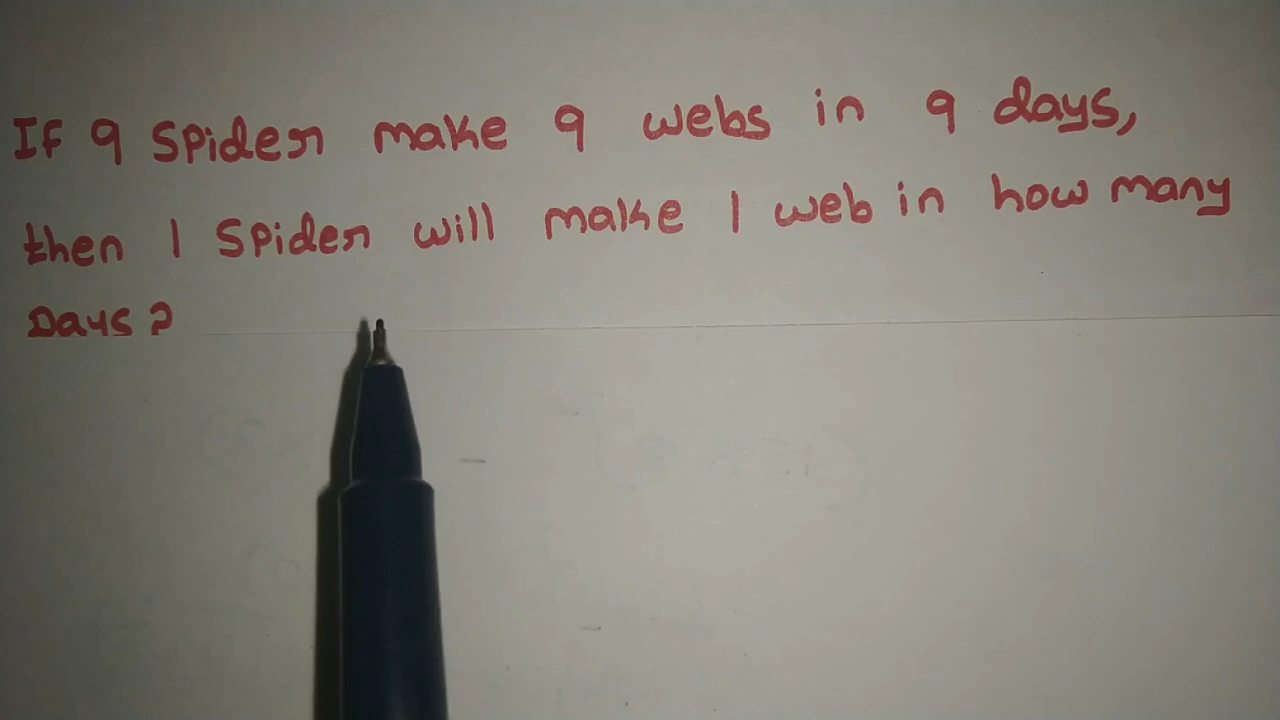 If 9 Spider make 9 webs in 9 days,
then 1 Spider will make 1 web in how many
Days?